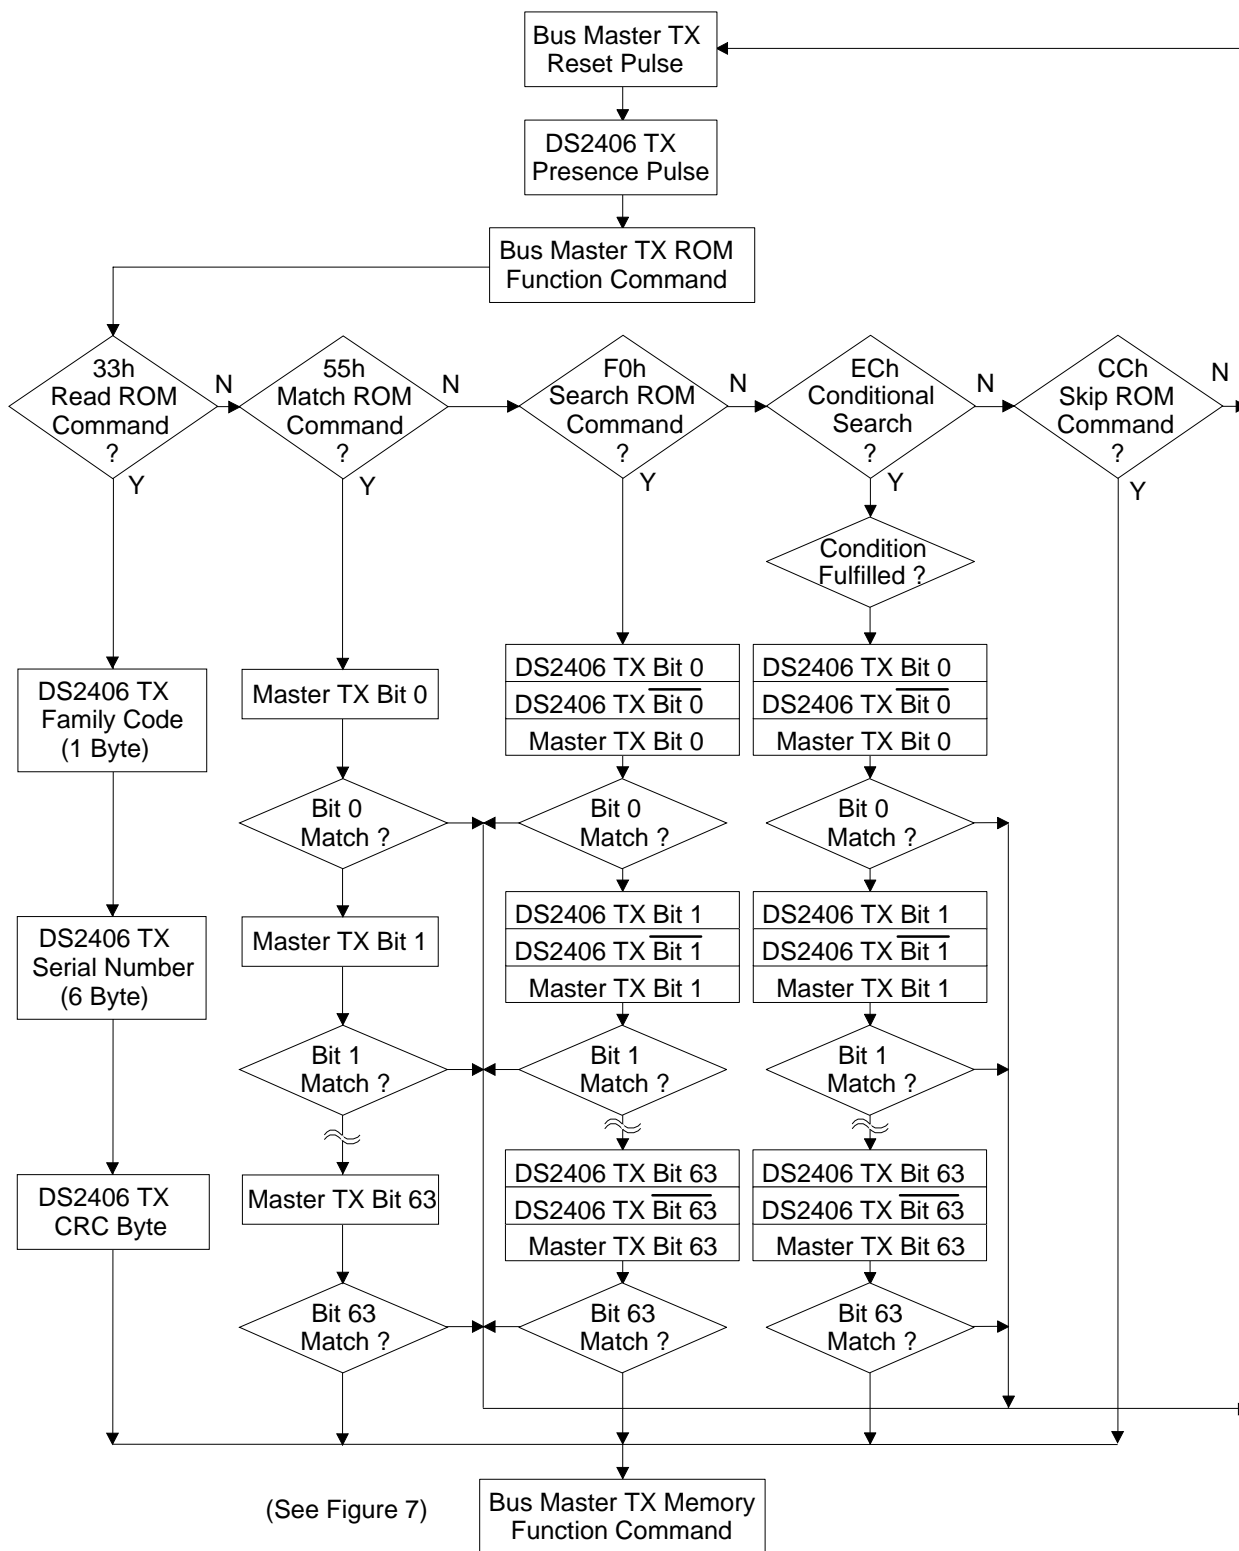 Bus Master TX
Reset Pulse
DS2406 TX
Presence Pulse
Bus Master TX ROM
Function Command
33h
Read ROM
Command
?
N
Y
55h
Match ROM
Command
?
N
Y
F0h
Search ROM
Command
?
N
Y
ECh
Conditional
Search
?
N
Y
CCh
Skip ROM
Command
?
N
Y
Condition
Fulfilled ?
DS2406 TX
Family Code
(1 Byte)
Master TX Bit 0
DS2406 TX Bit 0
DS2406 TX Bit 0
Master TX Bit 0
DS2406 TX Bit 0
DS2406 TX Bit 0
Master TX Bit 0
Bit 0
Match ?
Bit 0
Match ?
Bit 0
Match ?
DS2406 TX
Serial Number
(6 Byte)
Master TX Bit 1
DS2406 TX Bit 1
DS2406 TX Bit 1
Master TX Bit 1
DS2406 TX Bit 1
DS2406 TX Bit 1
Master TX Bit 1
Bit 1
Match ?
Bit 1
Match ?
Bit 1
Match ?
DS2406 TX
CRC Byte
Master TX Bit 63
DS2406 TX Bit 63
DS2406 TX Bit 63
Master TX Bit 63
DS2406 TX Bit 63
DS2406 TX Bit 63
Master TX Bit 63
Bit 63
Match ?
Bit 63
Match ?
Bit 63
Match ?
(See Figure 7)
Bus Master TX Memory
Function Command